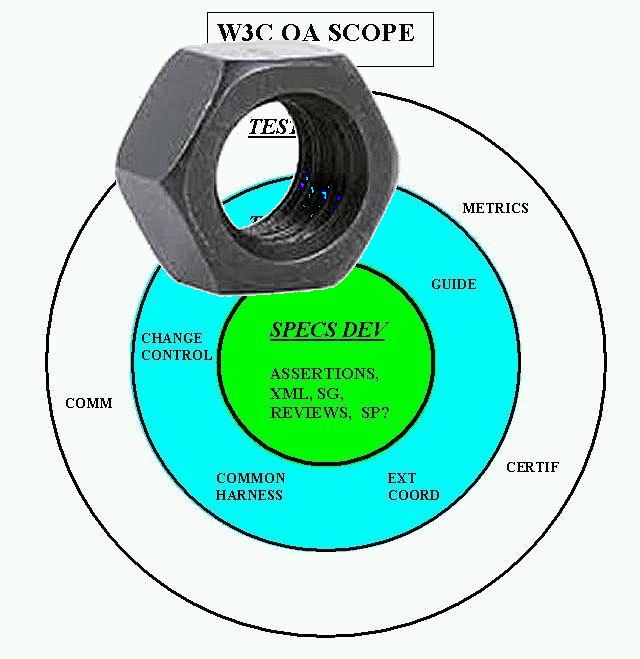 W3C QA SCOPE
TEST
METRICS
GUIDE
SPECS DEV
CHANGE
CONTROL
ASSERTIONS,
XML, SG,
REVIEWS, SP?
COMM
CERTIF
COMMON
HARNESS
EXT
COORD